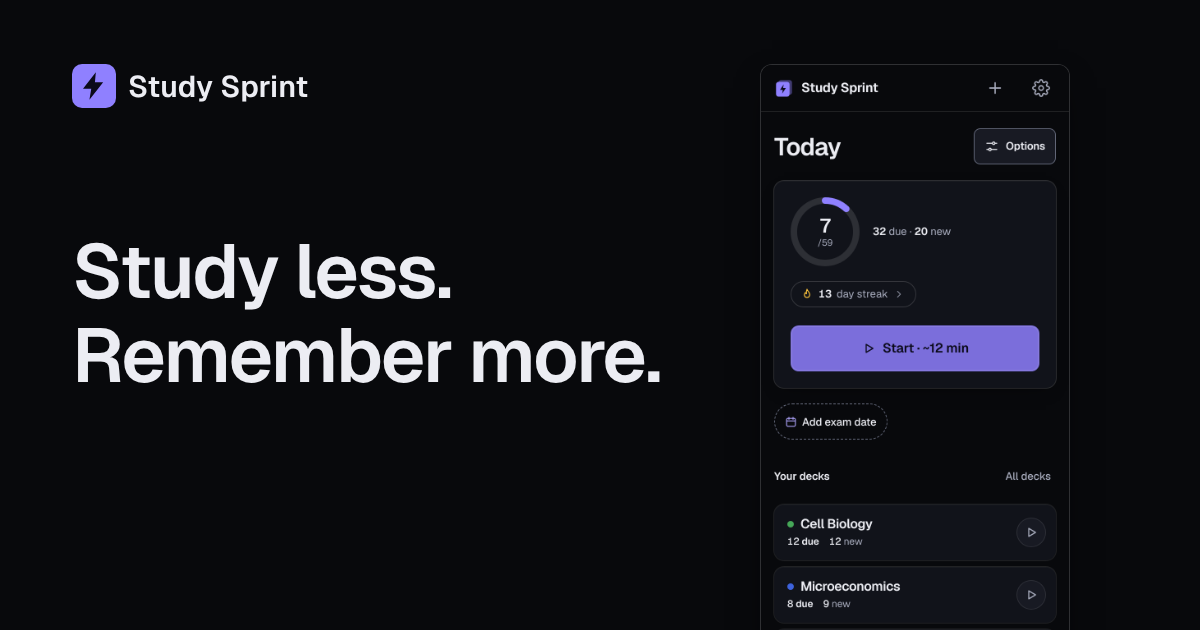 Study Sprint
Study less.
Remember more.
Study Sprint
Today
Options
7
/59
32 due · 20 new
13 day streak
Start · ~12 min
Add exam date
Your decks
All decks
Cell Biology
12 due 12 new
Microeconomics
8 due 9 new